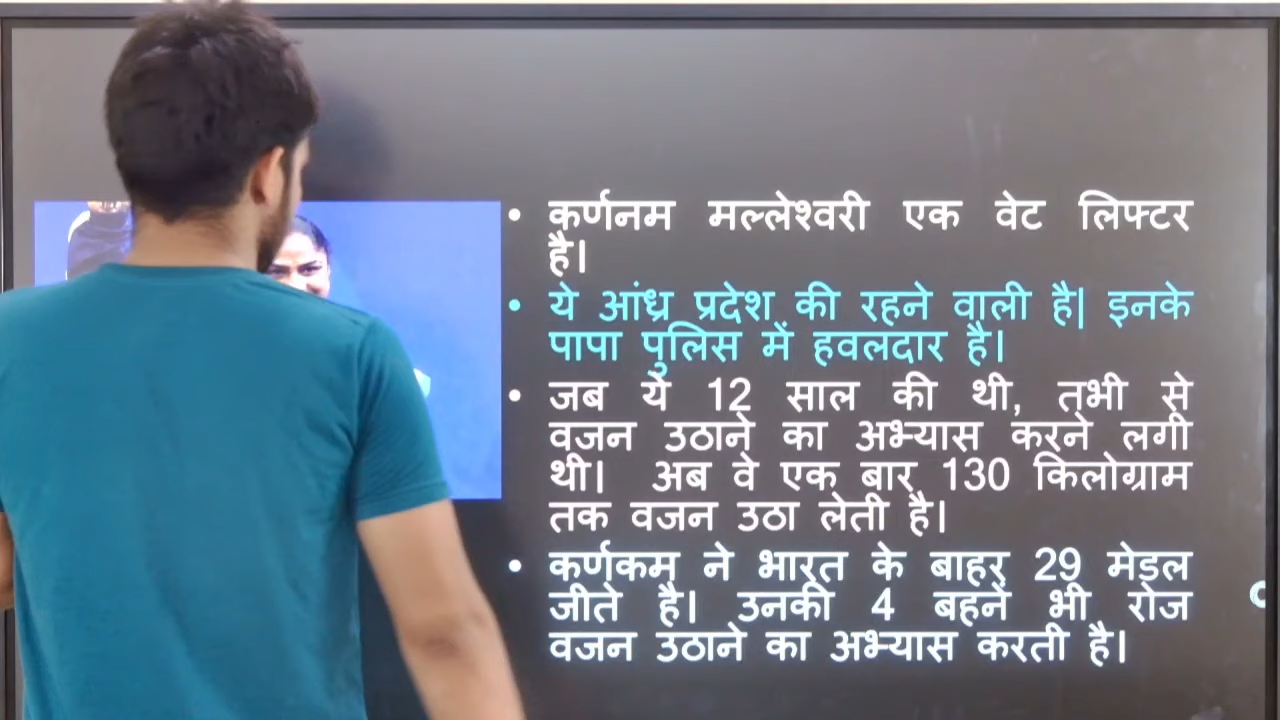 • कर्णनम मल्लेश्वरी एक वेट लिफ्टर
है।
• ये आंध्र प्रदेश की रहने वाली है| इनके
पापा पुलिस में हवलदार है।
• जब ये 12 साल की थी, तभी से
वजन उठाने का अभ्यास करने लगी
थी। अब वे एक बार 130 किलोग्राम
तक वजन उठा लेती है।
• कर्णकम ने भारत के बाहर 29 मेडल
जीते है। उनकी 4 बहने भी रोज
वजन उठाने का अभ्यास करती है।